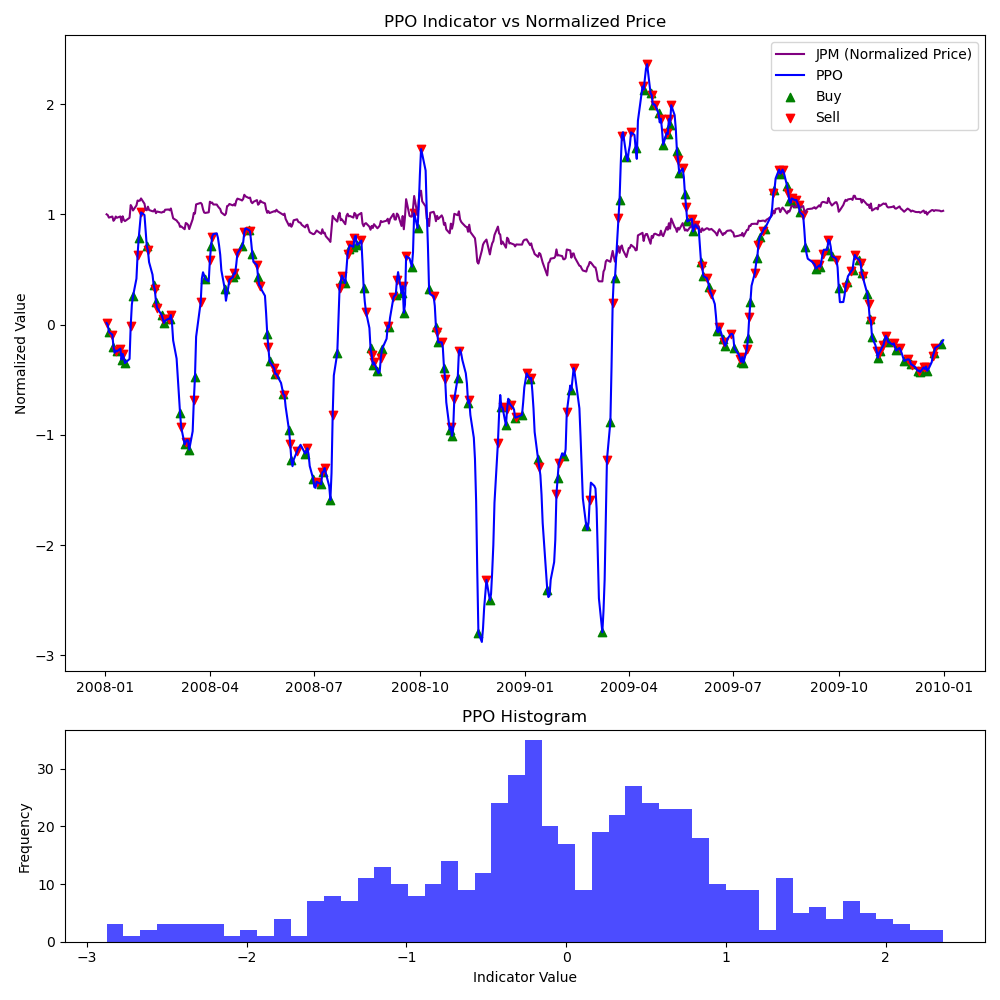 PPO Indicator vs Normalized Price
JPM (Normalized Price)
PPO
Buy
Sell
Normalized Value
2
1
0
−1
−2
−3
2008-01 2008-04 2008-07 2008-10 2009-01 2009-04 2009-07 2009-10 2010-01
PPO Histogram
Frequency
30
20
10
0
−3 −2 −1 0 1 2
Indicator Value